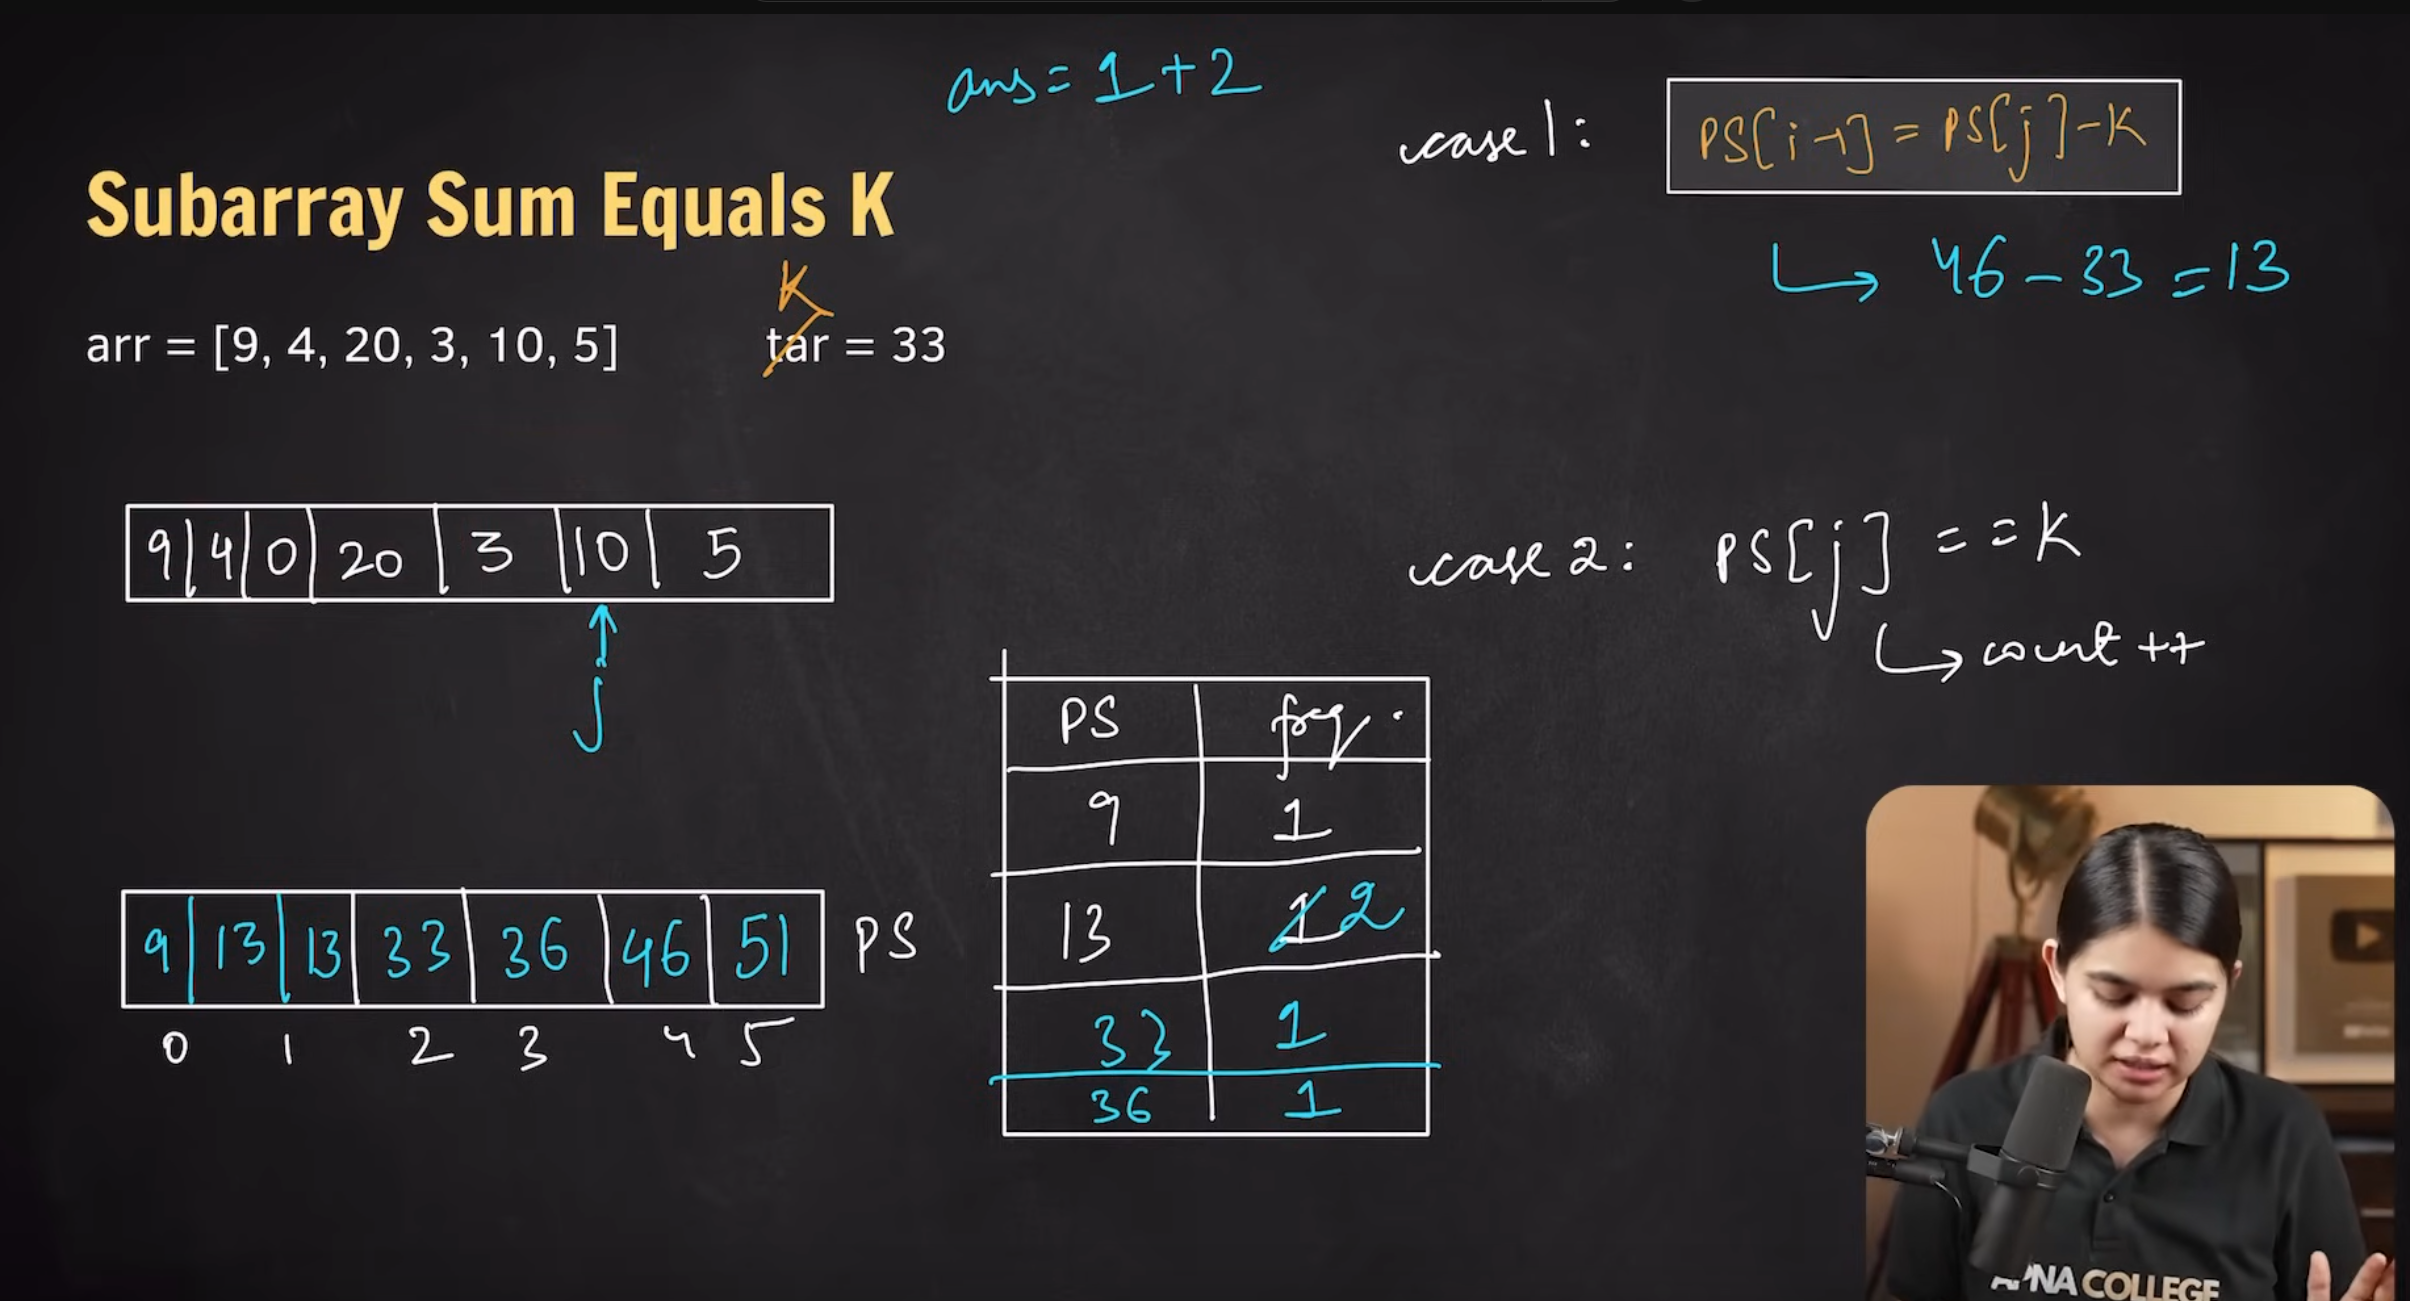 ans = 1 + 2
case 1: PS[i-1] = PS[j] - K
46 - 33 = 13
Subarray Sum Equals K
K
arr = [9, 4, 20, 3, 10, 5] tar = 33
9 4 0 20 3 10 5
j
case 2: PS[j] == K
count ++
PS freq.
9 1
13 1 2
33 1
36 1
9 13 13 33 36 46 51 PS
0 1 2 3 4 5
APNA COLLEGE